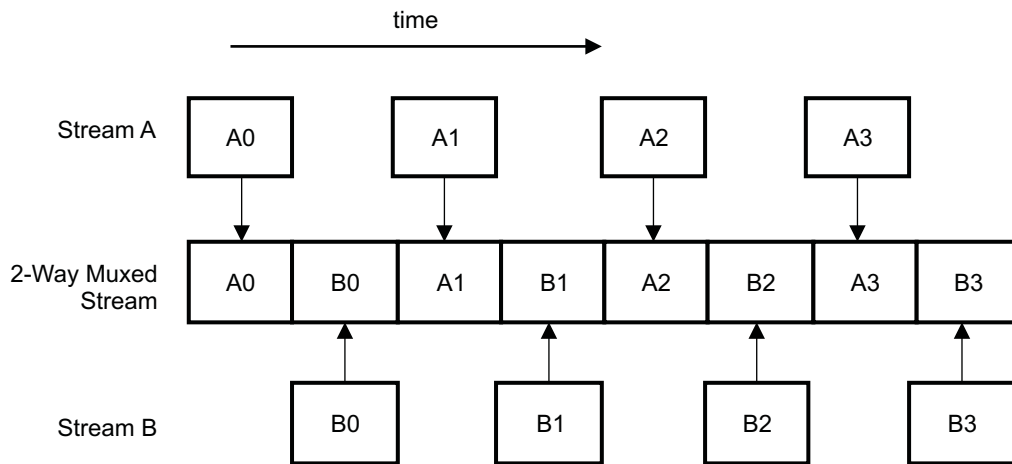 time
Stream A
A0
A1
A2
A3
2-Way Muxed
Stream
A0
B0
A1
B1
A2
B2
A3
B3
Stream B
B0
B1
B2
B3